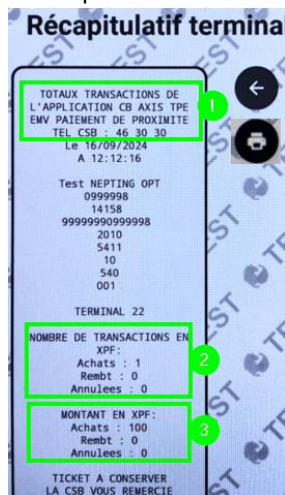 Récapitulatif termina
TOTAUX TRANSACTIONS DE
L'APPLICATION CB AXIS TPE
EMV PAIEMENT DE PROXIMITE
TEL CSB : 46 30 30
Le 16/09/2024
A 12:12:16
1
Test NEPTING OPT
0999998
14158
99999990999998
2010
5411
10
540
001
TERMINAL 22
NOMBRE DE TRANSACTIONS EN
XPF:
Achats : 1
Rembt : 0
Annulees : 0
2
MONTANT EN XPF:
Achats : 100
Rembt : 0
Annulees : 0
3
TICKET A CONSERVER
LA CSB VOUS REMERCIE